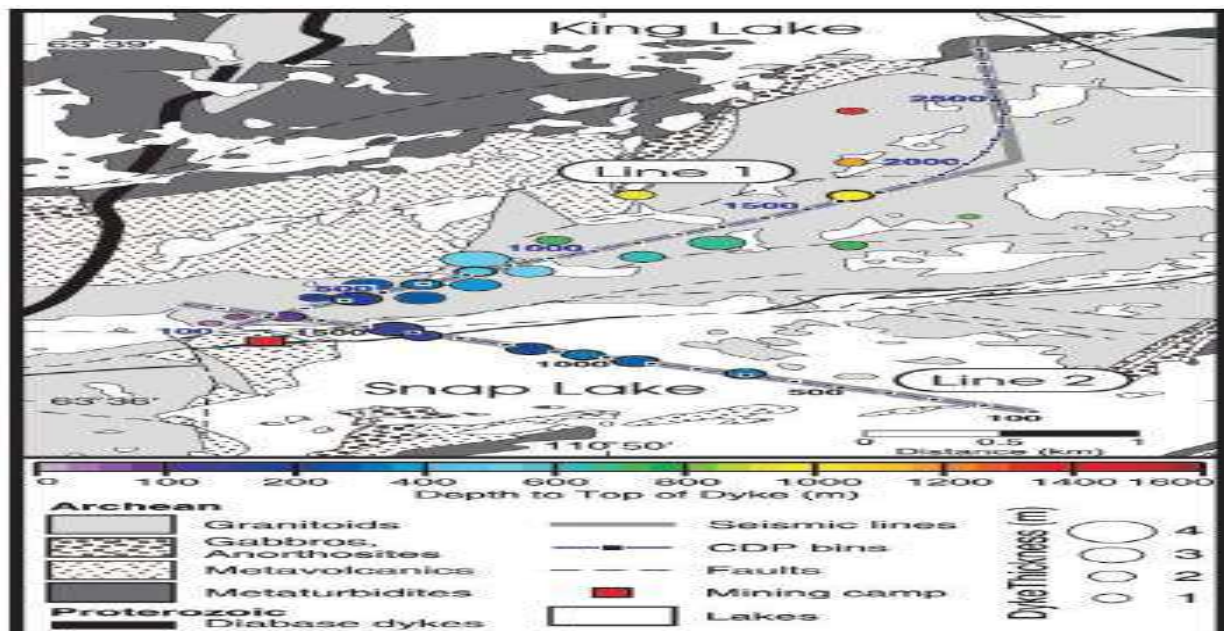 King Lake
63°39'
2500
Line 1
2000
1500
1000
500
100
1500
1000
Snap Lake
Line 2
500
63°36'
100
110°50'
0 0.5 1
Distance (km)
0 200 400 600 800 1000 1200 1400 1600
Depth to Top of Dyke (m)
Archean
Granitoids
Gabbros,
Anorthosites
Metavolcanics
Metaturbidites
Proterozoic
Diabase dykes
Seismic lines
CDP bins
Faults
Mining camp
Lakes
Dyke Thickness (m)
4
3
2
1